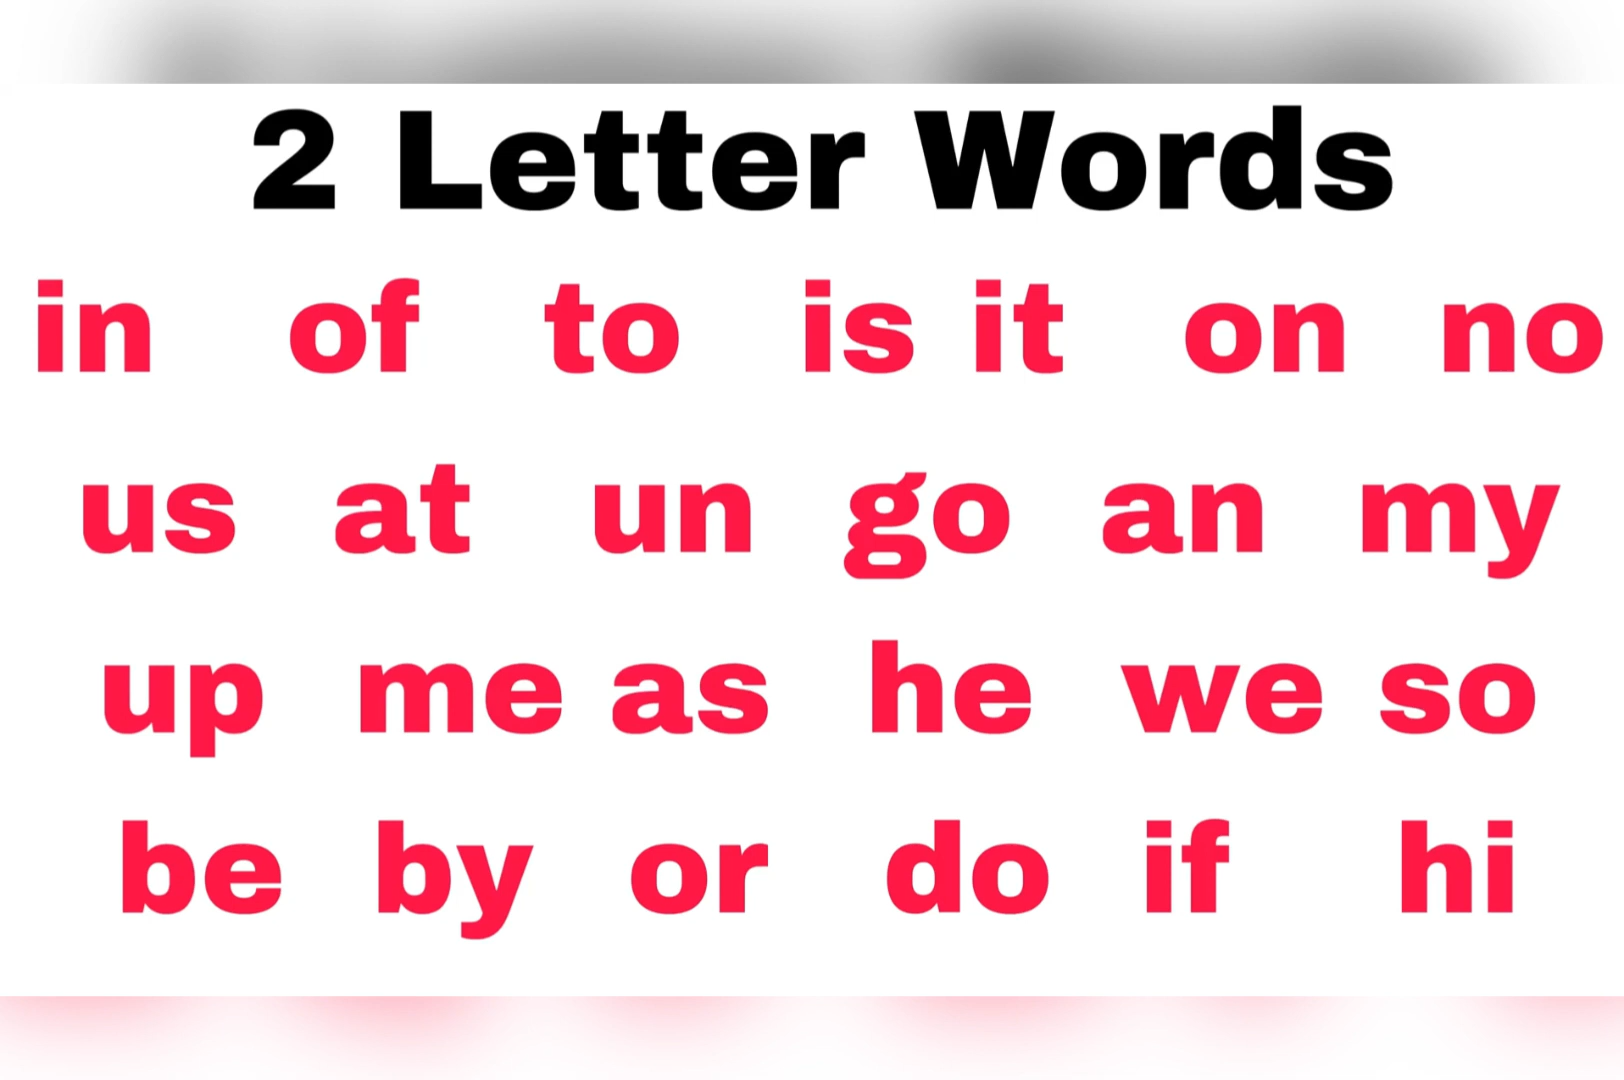 2 Letter Words
in of to is it on no
us at un go an my
up me as he we so
be by or do if hi